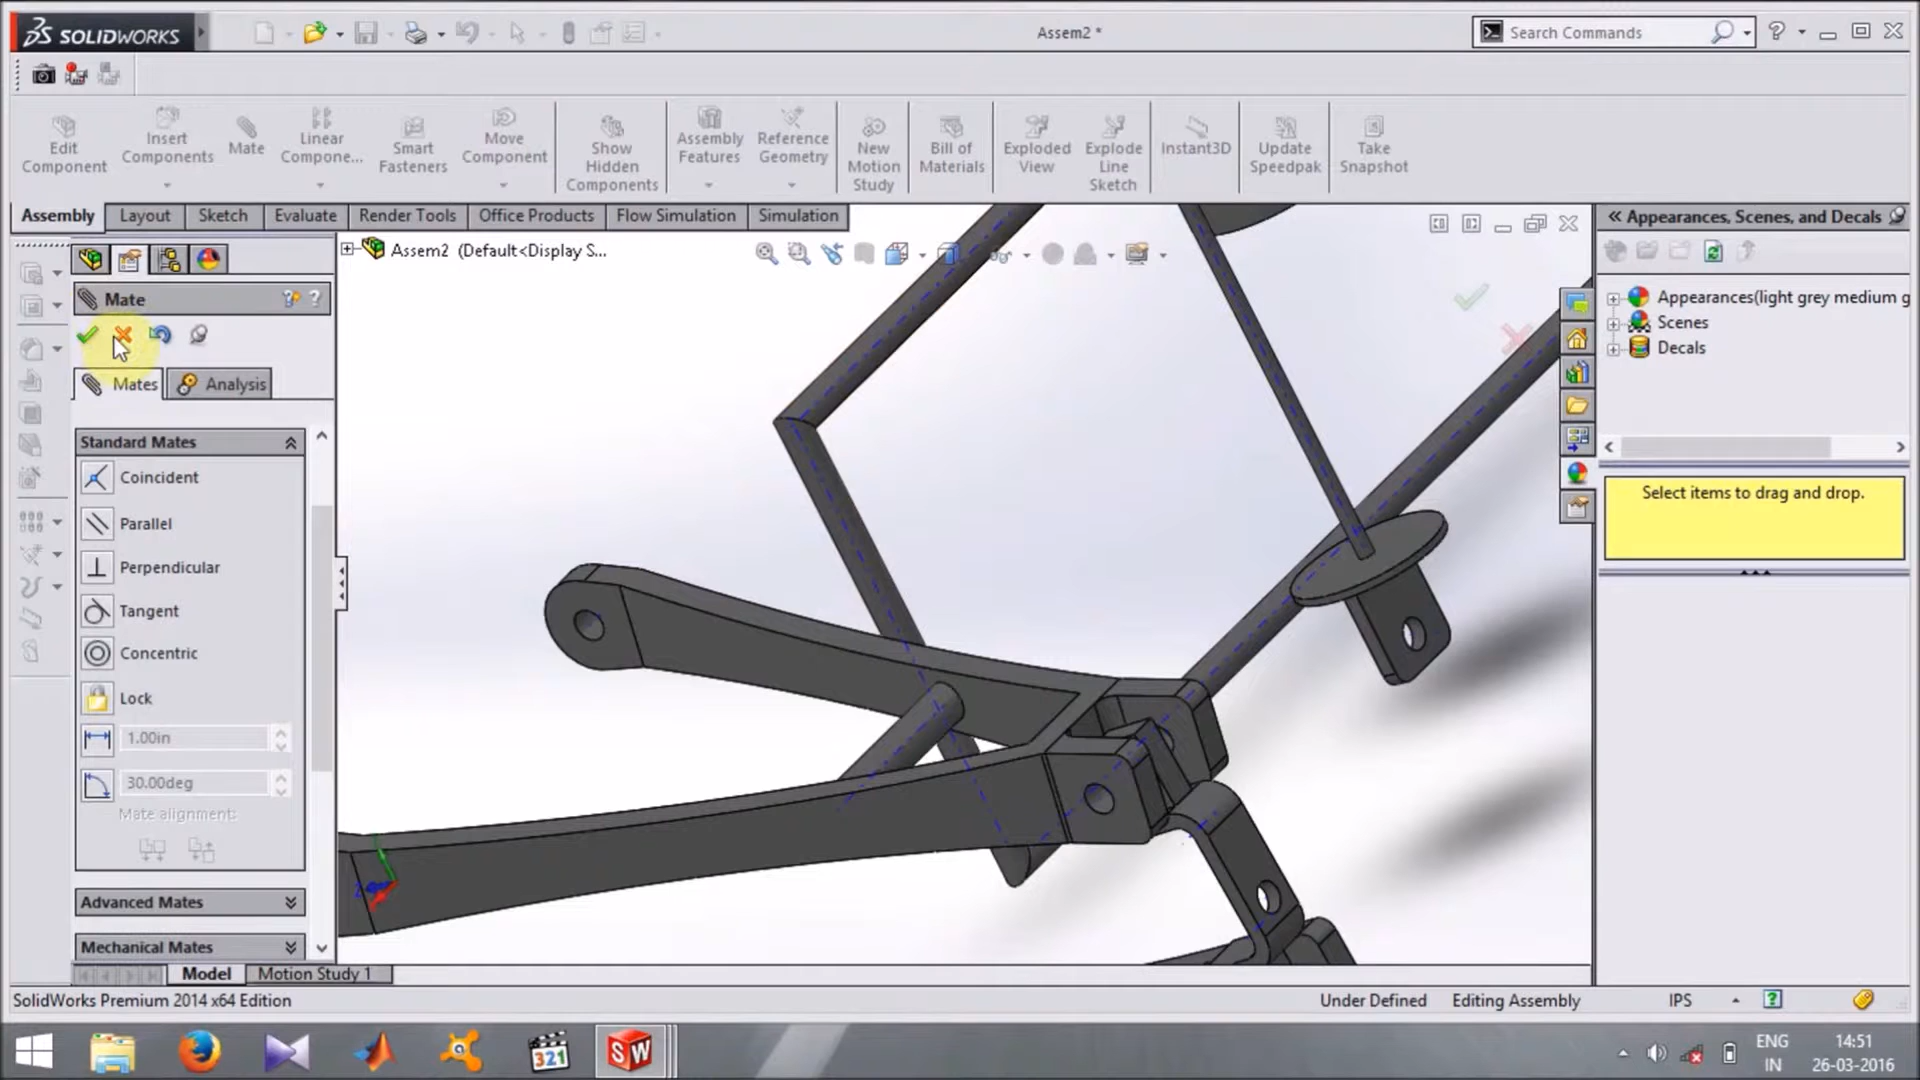 SOLIDWORKS
Assem2 *
Search Commands
Edit Component
Insert Components
Mate
Linear Compone...
Smart Fasteners
Move Component
Show Hidden Components
Assembly Features
Reference Geometry
New Motion Study
Bill of Materials
Exploded View
Explode Line Sketch
Instant3D
Update Speedpak
Take Snapshot
Assembly
Layout
Sketch
Evaluate
Render Tools
Office Products
Flow Simulation
Simulation
Appearances, Scenes, and Decals
Assem2 (Default<Display S...
Mate
Appearances(light grey medium g
Scenes
Decals
Mates
Analysis
Standard Mates
Coincident
Parallel
Perpendicular
Tangent
Concentric
Lock
1.00in
30.00deg
Mate alignment:
Advanced Mates
Mechanical Mates
Select items to drag and drop.
Model
Motion Study 1
SolidWorks Premium 2014 x64 Edition
Under Defined
Editing Assembly
IPS
321
SW
ENG
IN
14:51
26-03-2016